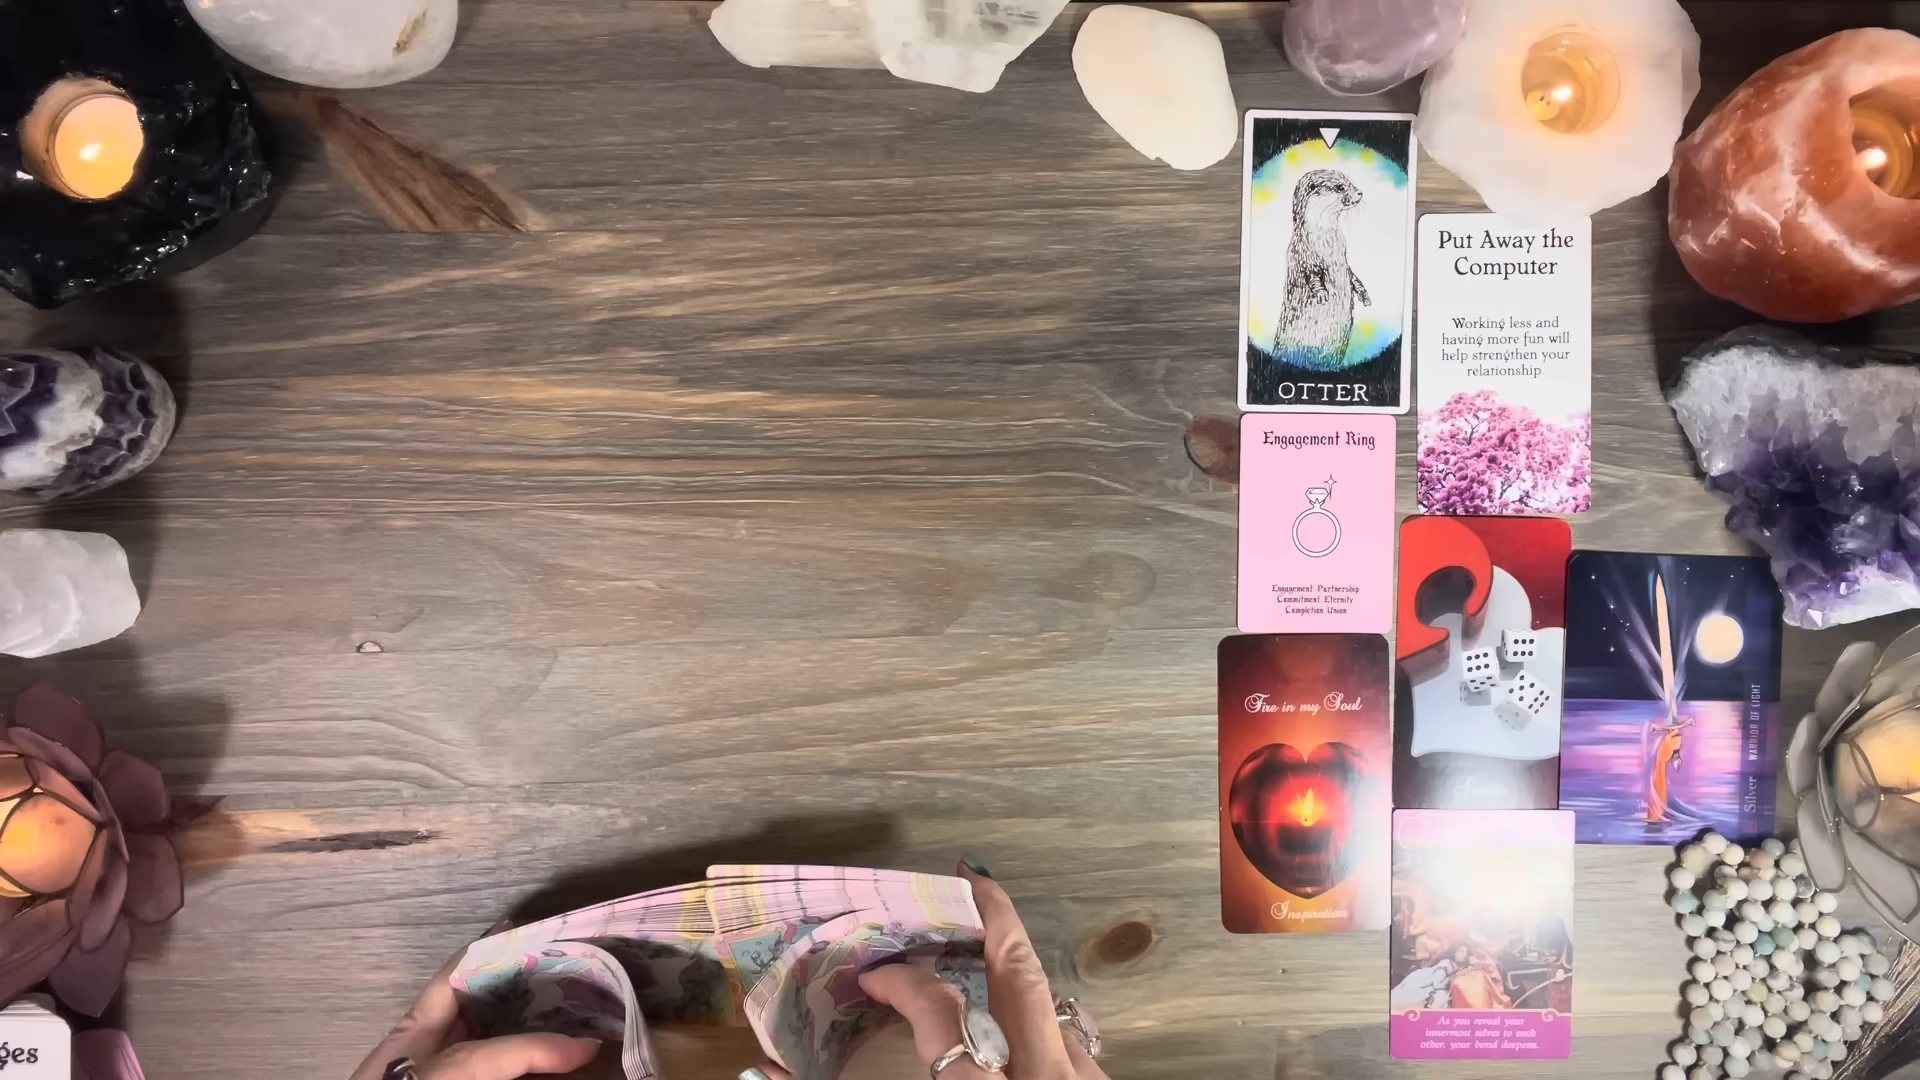 OTTER
Put Away the
Computer
Working less and
having more fun will
help strengthen your
relationship.
Engagement Ring
Engagement Partnership
Commitment Eternity
Completion Union
Fire in my Soul
Inspiration
Silver WARRIOR OF LIGHT
As you reveal your
innermost selves to each
other, your bond deepens.
ges